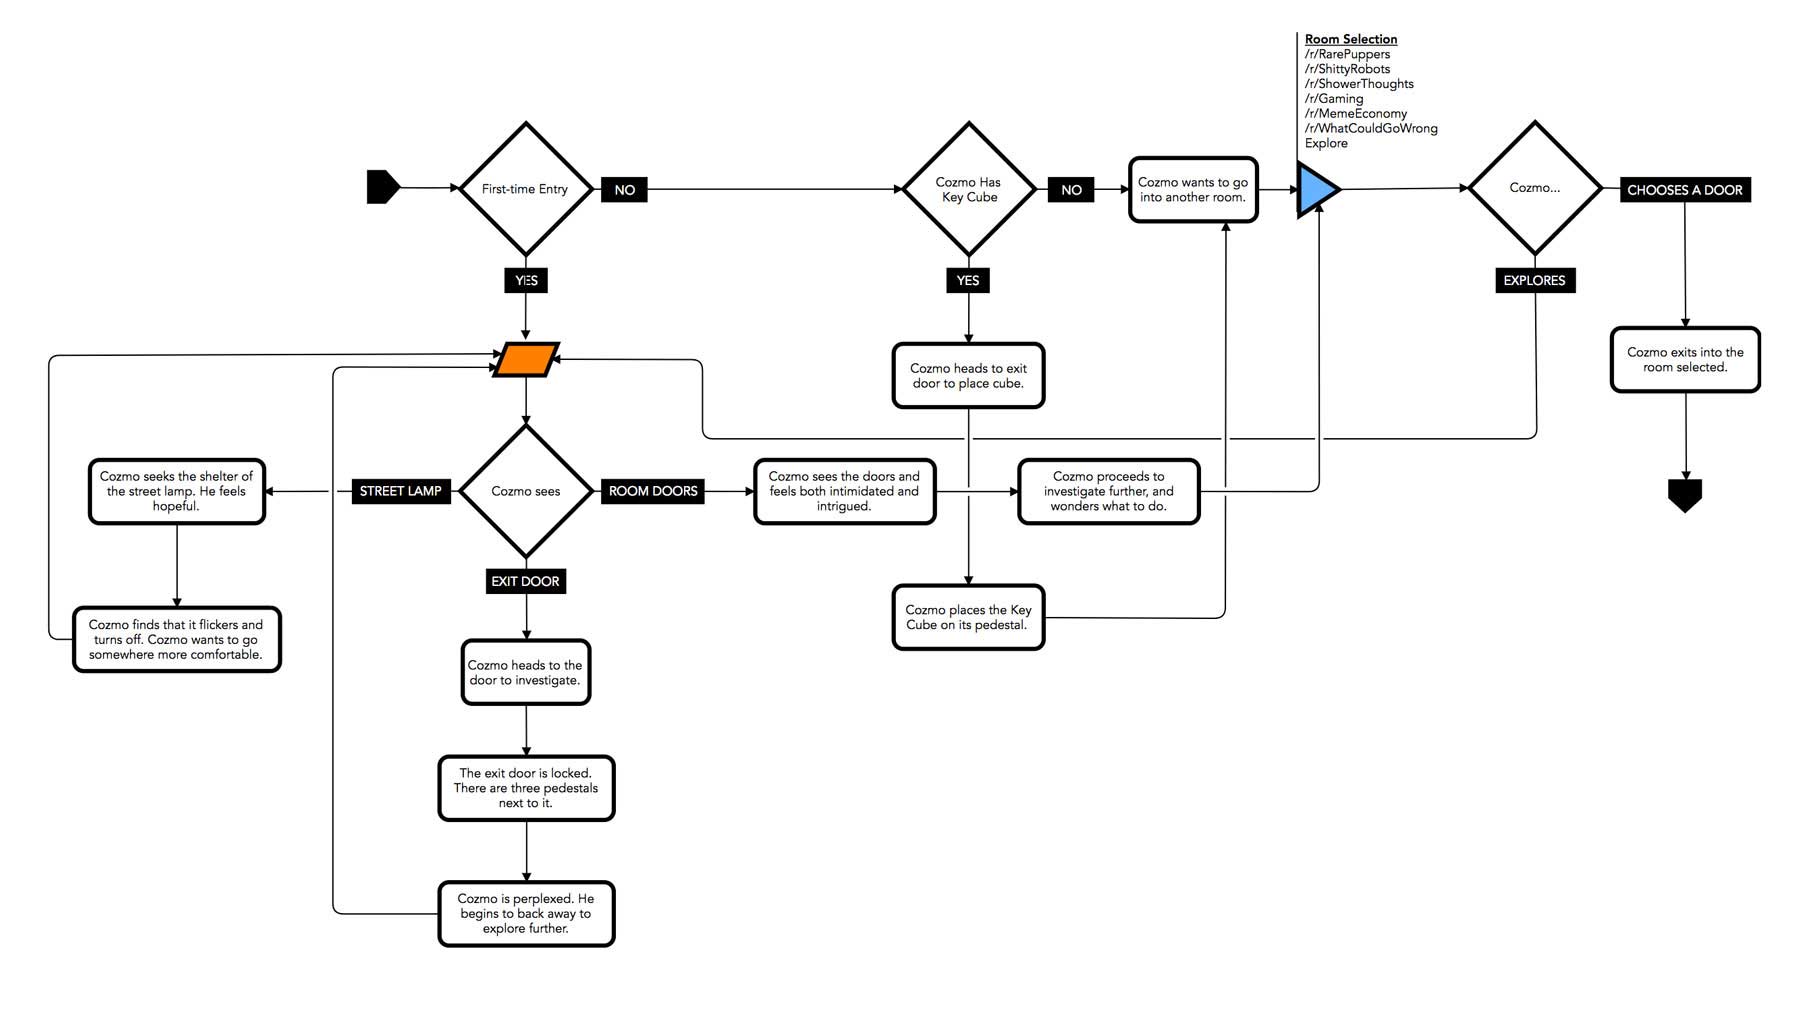 Room Selection
/r/RarePuppers
/r/ShittyRobots
/r/ShowerThoughts
/r/Gaming
/r/MemeEconomy
/r/WhatCouldGoWrong
Explore
First-time Entry
NO
Cozmo Has
Key Cube
NO
Cozmo wants to go
into another room.
Cozmo...
CHOOSES A DOOR
YES
YES
EXPLORES
Cozmo heads to exit
door to place cube.
Cozmo exits into the
room selected.
Cozmo seeks the shelter of
the street lamp. He feels
hopeful.
STREET LAMP
Cozmo sees
ROOM DOORS
Cozmo sees the doors and
feels both intimidated and
intrigued.
Cozmo proceeds to
investigate further, and
wonders what to do.
EXIT DOOR
Cozmo finds that it flickers and
turns off. Cozmo wants to go
somewhere more comfortable.
Cozmo places the Key
Cube on its pedestal.
Cozmo heads to the
door to investigate.
The exit door is locked.
There are three pedestals
next to it.
Cozmo is perplexed. He
begins to back away to
explore further.